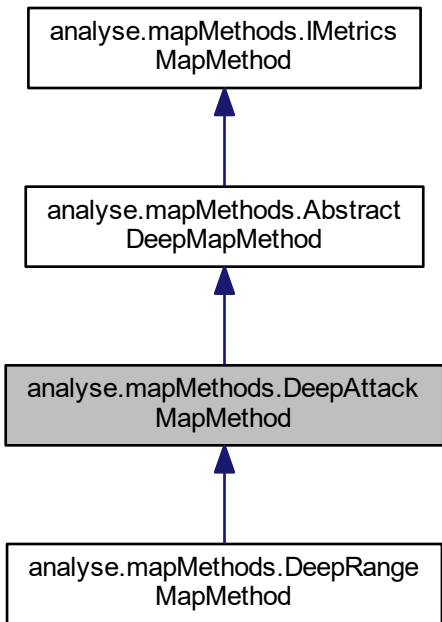 analyse.mapMethods.IMetrics
MapMethod
analyse.mapMethods.Abstract
DeepMapMethod
analyse.mapMethods.DeepAttack
MapMethod
analyse.mapMethods.DeepRange
MapMethod